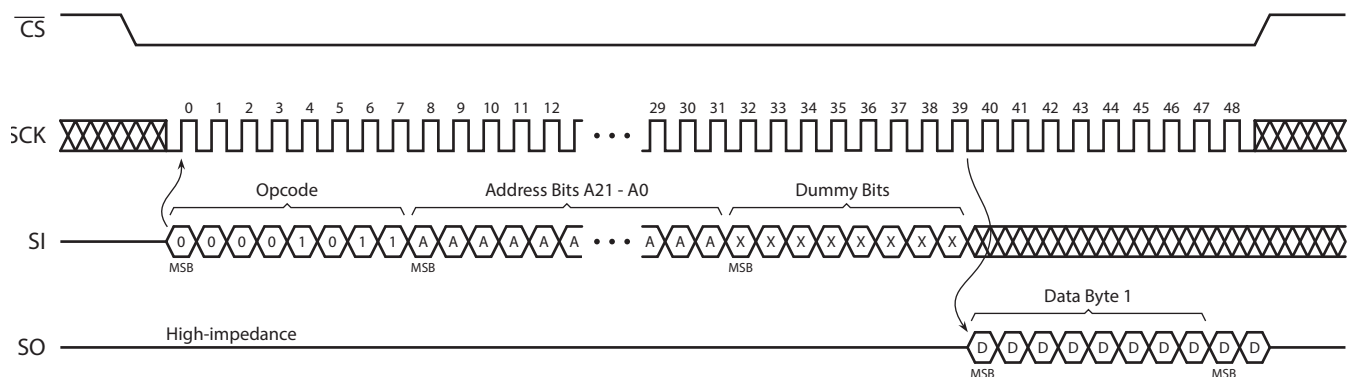 CS
0 1 2 3 4 5 6 7 8 9 10 11 12 29 30 31 32 33 34 35 36 37 38 39 40 41 42 43 44 45 46 47 48
SCK
Opcode Address Bits A21 - A0 Dummy Bits
SI 0 0 0 0 1 0 1 1 A A A A A A A A A X X X X X X X X
MSB MSB MSB
Data Byte 1
High-impedance
SO D D D D D D D D D D
MSB MSB